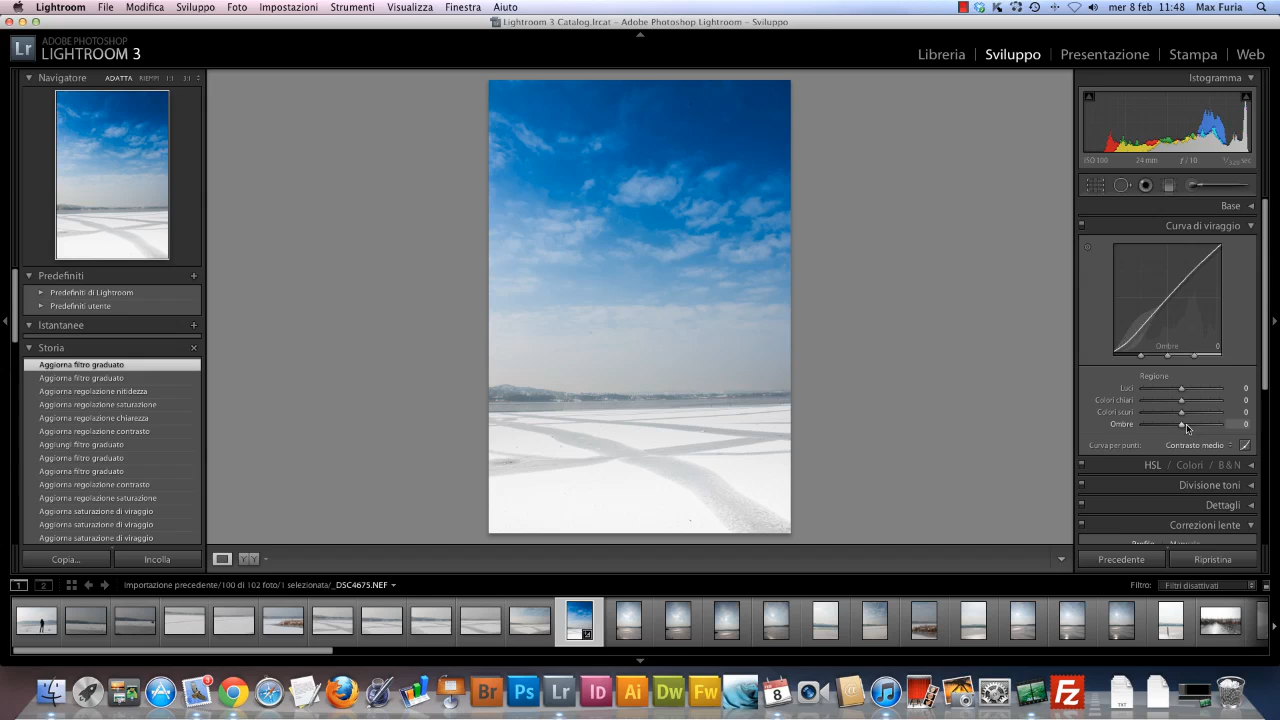 Lightroom File Modifica Sviluppo Foto Impostazioni Strumenti Visualizza Finestra Aiuto mer 8 feb 11:48 Max Furia
Lightroom 3 Catalog.lrcat – Adobe Photoshop Lightroom – Sviluppo
Lr ADOBE PHOTOSHOP
LIGHTROOM 3
Libreria | Sviluppo | Presentazione | Stampa | Web
Navigatore ADATTA RIEMPI 1:1 3:1
Predefiniti +
Predefiniti di Lightroom
Predefiniti utente
Istantanee +
Storia
Aggiorna filtro graduato
Aggiorna filtro graduato
Aggiorna regolazione nitidezza
Aggiorna regolazione saturazione
Aggiorna regolazione chiarezza
Aggiorna regolazione contrasto
Aggiungi filtro graduato
Aggiorna filtro graduato
Aggiorna filtro graduato
Aggiorna regolazione contrasto
Aggiorna regolazione saturazione
Aggiorna saturazione di viraggio
Aggiorna saturazione di viraggio
Aggiorna saturazione di viraggio
Copia... Incolla
Istogramma
ISO 100 24 mm f / 10 sec
Base
Curva di viraggio
Ombre 0
Regione
Luci 0
Colori chiari 0
Colori scuri 0
Ombre 0
Curva per punti: Contrasto medio
HSL / Colori / B & N
Divisione toni
Dettagli
Correzioni lente
Profilo Manuale
Precedente Ripristina
1 2 Importazione precedente/100 di 102 foto/1 selezionata/_DSC4675.NEF
Filtro: Filtri disattivati
3 Br Ps Lr Id Ai Dw Fw 8 Fz TXT